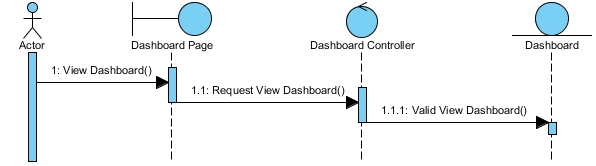 Actor
Dashboard Page
Dashboard Controller
Dashboard
1: View Dashboard()
1.1: Request View Dashboard()
1.1.1: Valid View Dashboard()